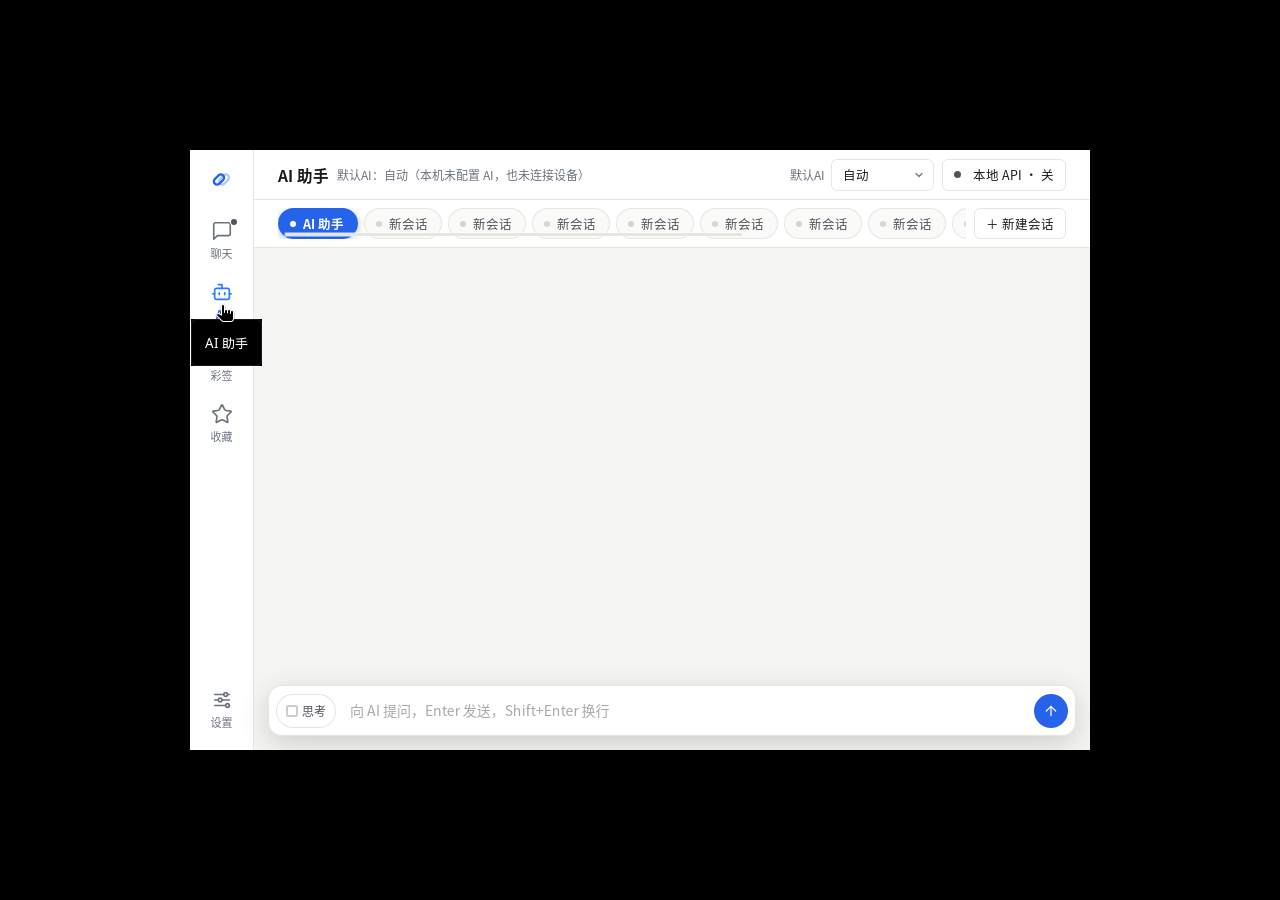 AI 助手 默认AI：自动（本机未配置 AI，也未连接设备） 默认AI 自动 本地 API · 关
AI 助手 新会话 新会话 新会话 新会话 新会话 新会话 新会话 新建会话
聊天
AI 助手
彩签
收藏
设置
思考 向 AI 提问，Enter 发送，Shift+Enter 换行